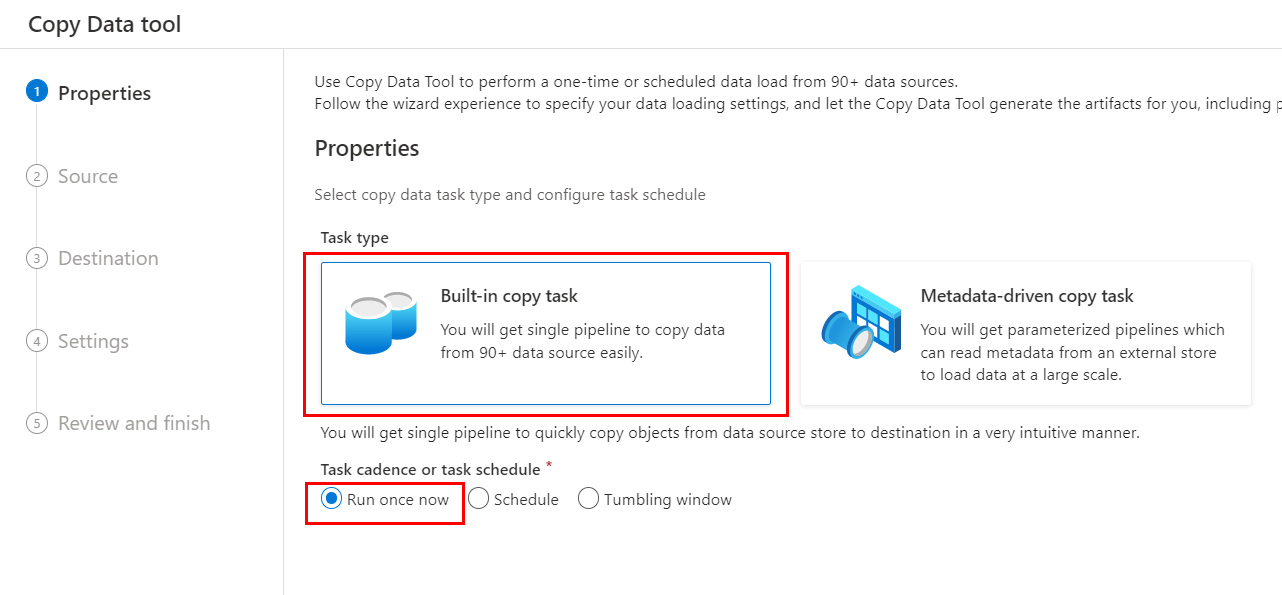 Copy Data tool
1 Properties
2 Source
3 Destination
4 Settings
5 Review and finish
Use Copy Data Tool to perform a one-time or scheduled data load from 90+ data sources.
Follow the wizard experience to specify your data loading settings, and let the Copy Data Tool generate the artifacts for you, including
Properties
Select copy data task type and configure task schedule
Task type
Built-in copy task
You will get single pipeline to copy data
from 90+ data source easily.
Metadata-driven copy task
You will get parameterized pipelines which
can read metadata from an external store
to load data at a large scale.
You will get single pipeline to quickly copy objects from data source store to destination in a very intuitive manner.
Task cadence or task schedule *
Run once now Schedule Tumbling window